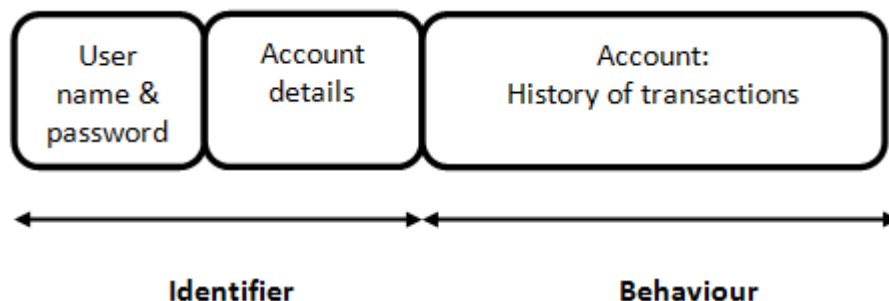 User
name &
password
Account
details
Account:
History of transactions
Identifier
Behaviour